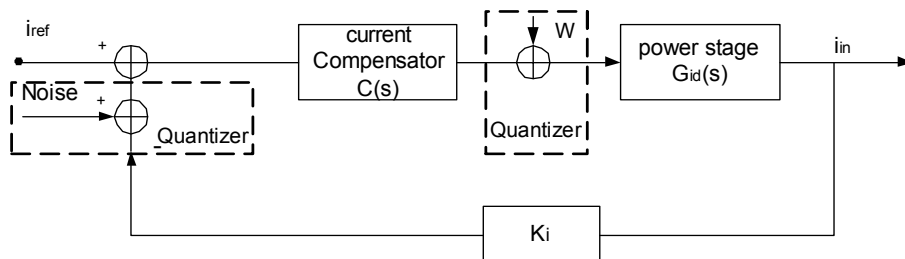 iref
+
current
Compensator
C(s)
W
Quantizer
power stage
Gid(s)
iin
Noise
+
-Quantizer
Ki